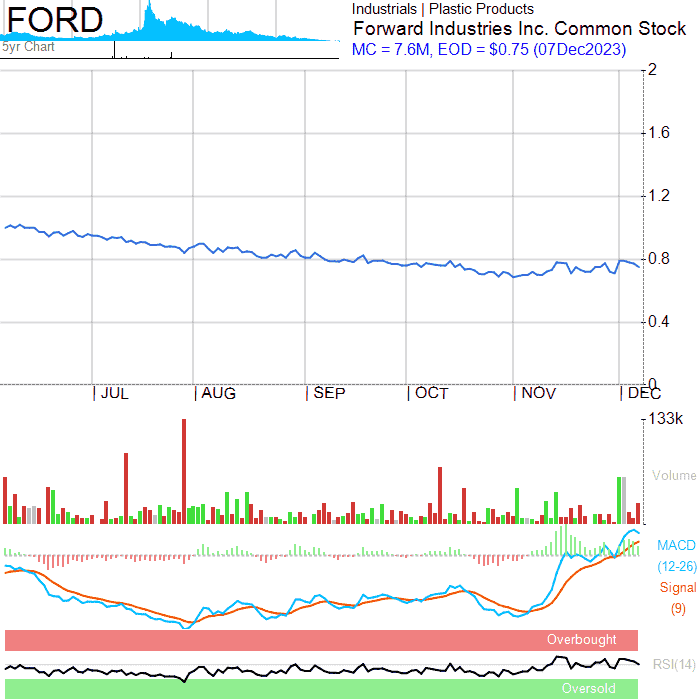 FORD
5yr Chart
Industrials | Plastic Products
Forward Industries Inc. Common Stock
MC = 7.6M, EOD = $0.75 (07Dec2023)
2
1.6
1.2
0.8
0.4
0
JUL AUG SEP OCT NOV DEC
133k
Volume
MACD
(12-26)
Signal
(9)
Overbought
RSI(14)
Oversold